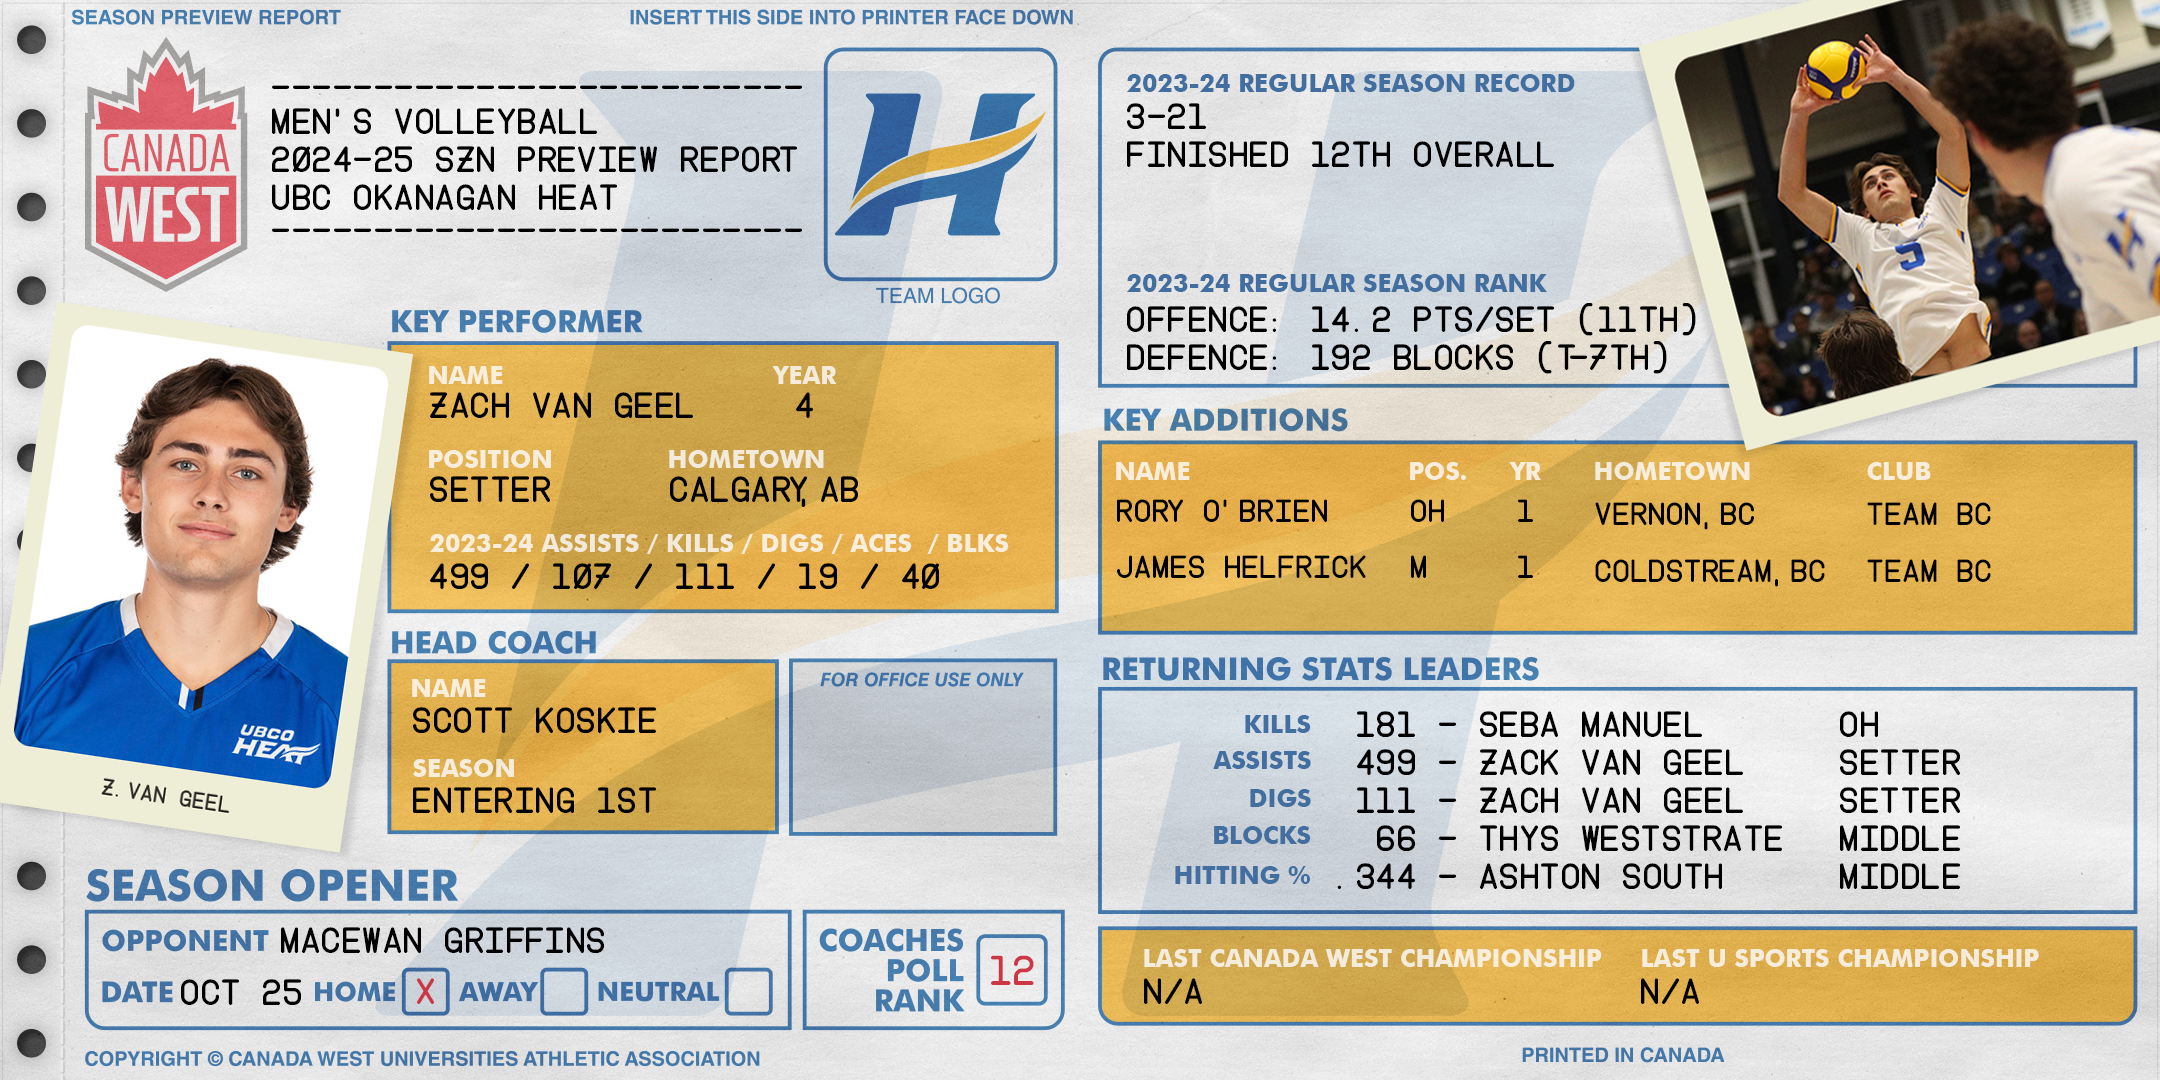 SEASON PREVIEW REPORT
INSERT THIS SIDE INTO PRINTER FACE DOWN
CANADA
WEST
--------------------------
MEN'S VOLLEYBALL
2024-25 SZN PREVIEW REPORT
UBC OKANAGAN HEAT
--------------------------
H
TEAM LOGO
KEY PERFORMER
NAME YEAR
ZACH VAN GEEL 4
POSITION HOMETOWN
SETTER CALGARY, AB
2023-24 ASSISTS / KILLS / DIGS / ACES / BLKS
499 / 107 / 111 / 19 / 40
UBCO
HEAT
Z. VAN GEEL
HEAD COACH
NAME
SCOTT KOSKIE
SEASON
ENTERING 1ST
FOR OFFICE USE ONLY
SEASON OPENER
OPPONENT MACEWAN GRIFFINS
DATE OCT 25 HOME X AWAY NEUTRAL
COACHES
POLL
RANK
12
COPYRIGHT © CANADA WEST UNIVERSITIES ATHLETIC ASSOCIATION
2023-24 REGULAR SEASON RECORD
3-21
FINISHED 12TH OVERALL
2023-24 REGULAR SEASON RANK
OFFENCE: 14.2 PTS/SET (11TH)
DEFENCE: 192 BLOCKS (T-7TH)
5
KEY ADDITIONS
NAME POS. YR HOMETOWN CLUB
RORY O'BRIEN OH 1 VERNON, BC TEAM BC
JAMES HELFRICK M 1 COLDSTREAM, BC TEAM BC
RETURNING STATS LEADERS
KILLS 181 - SEBA MANUEL OH
ASSISTS 499 - ZACK VAN GEEL SETTER
DIGS 111 - ZACH VAN GEEL SETTER
BLOCKS 66 - THYS WESTSTRATE MIDDLE
HITTING % .344 - ASHTON SOUTH MIDDLE
LAST CANADA WEST CHAMPIONSHIP LAST U SPORTS CHAMPIONSHIP
N/A N/A
PRINTED IN CANADA